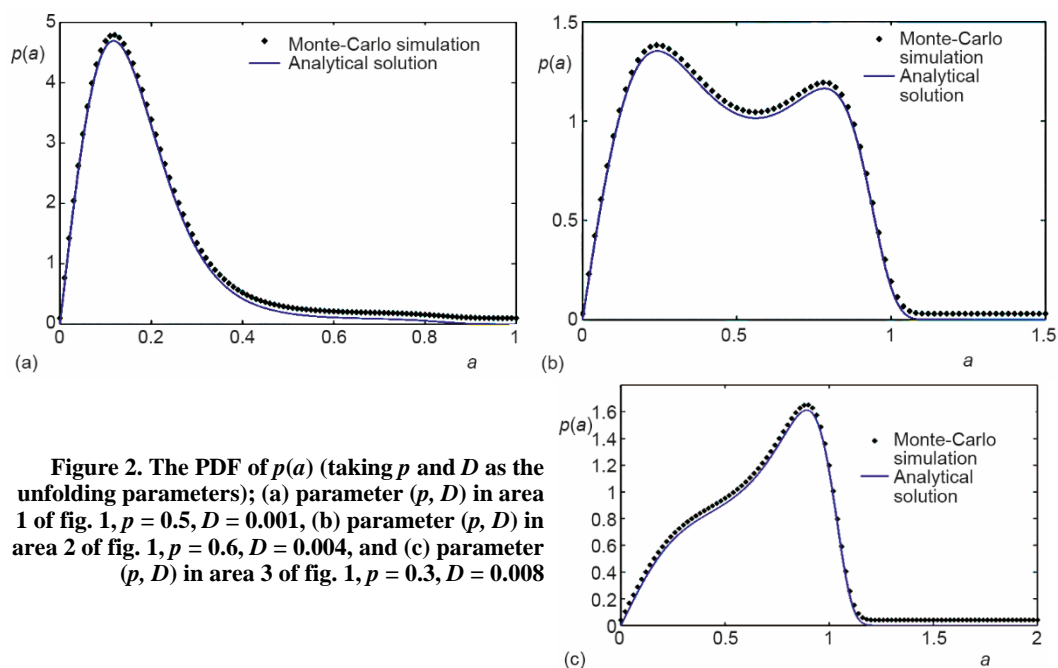 5
p(a)
4
3
2
1
0
Monte-Carlo simulation
Analytical solution
0
0.2
0.4
0.6
0.8
1
a
(a)
1.5
p(a)
1
0.5
0
Monte-Carlo
simulation
Analytical
solution
0
0.5
1
1.5
a
(b)
Figure 2. The PDF of p(a) (taking p and D as the
unfolding parameters); (a) parameter (p, D) in area
1 of fig. 1, p = 0.5, D = 0.001, (b) parameter (p, D) in
area 2 of fig. 1, p = 0.6, D = 0.004, and (c) parameter
(p, D) in area 3 of fig. 1, p = 0.3, D = 0.008
1.6
p(a)
1.4
1.2
1
0.8
0.6
0.4
0.2
0
Monte-Carlo
simulation
Analytical
solution
0
0.5
1
1.5
2
a
(c)